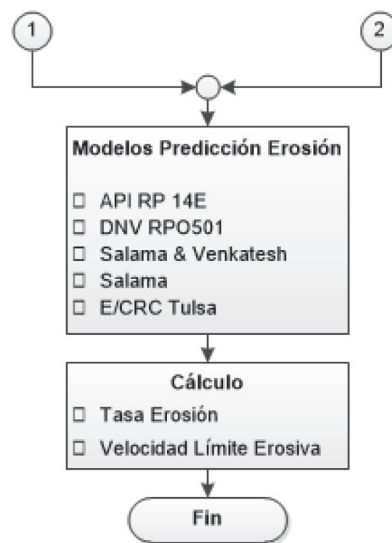 1
2
Modelos Predicción Erosión
API RP 14E
DNV RPO501
Salama & Venkatesh
Salama
E/CRC Tulsa
Cálculo
Tasa Erosión
Velocidad Límite Erosiva
Fin